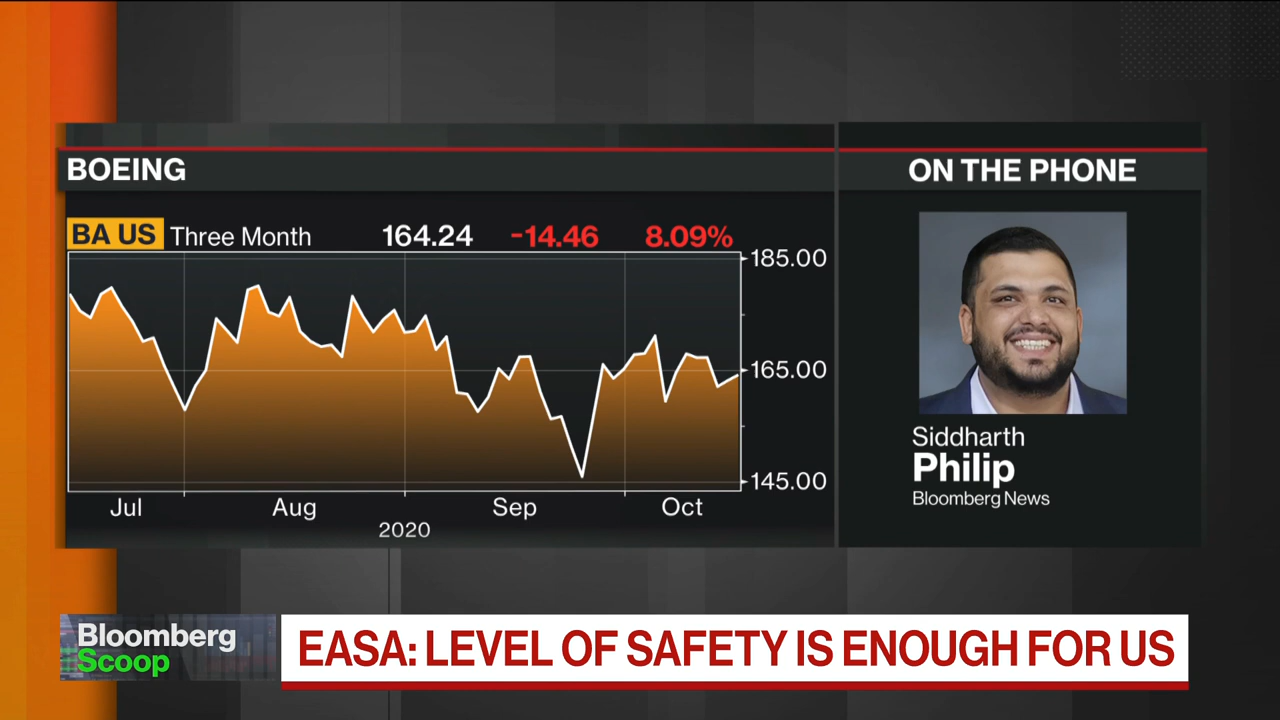 BOEING
BA US Three Month 164.24 -14.46 8.09%
185.00
165.00
145.00
Jul Aug Sep Oct
2020
ON THE PHONE
Siddharth
Philip
Bloomberg News
Bloomberg
Scoop
EASA: LEVEL OF SAFETY IS ENOUGH FOR US